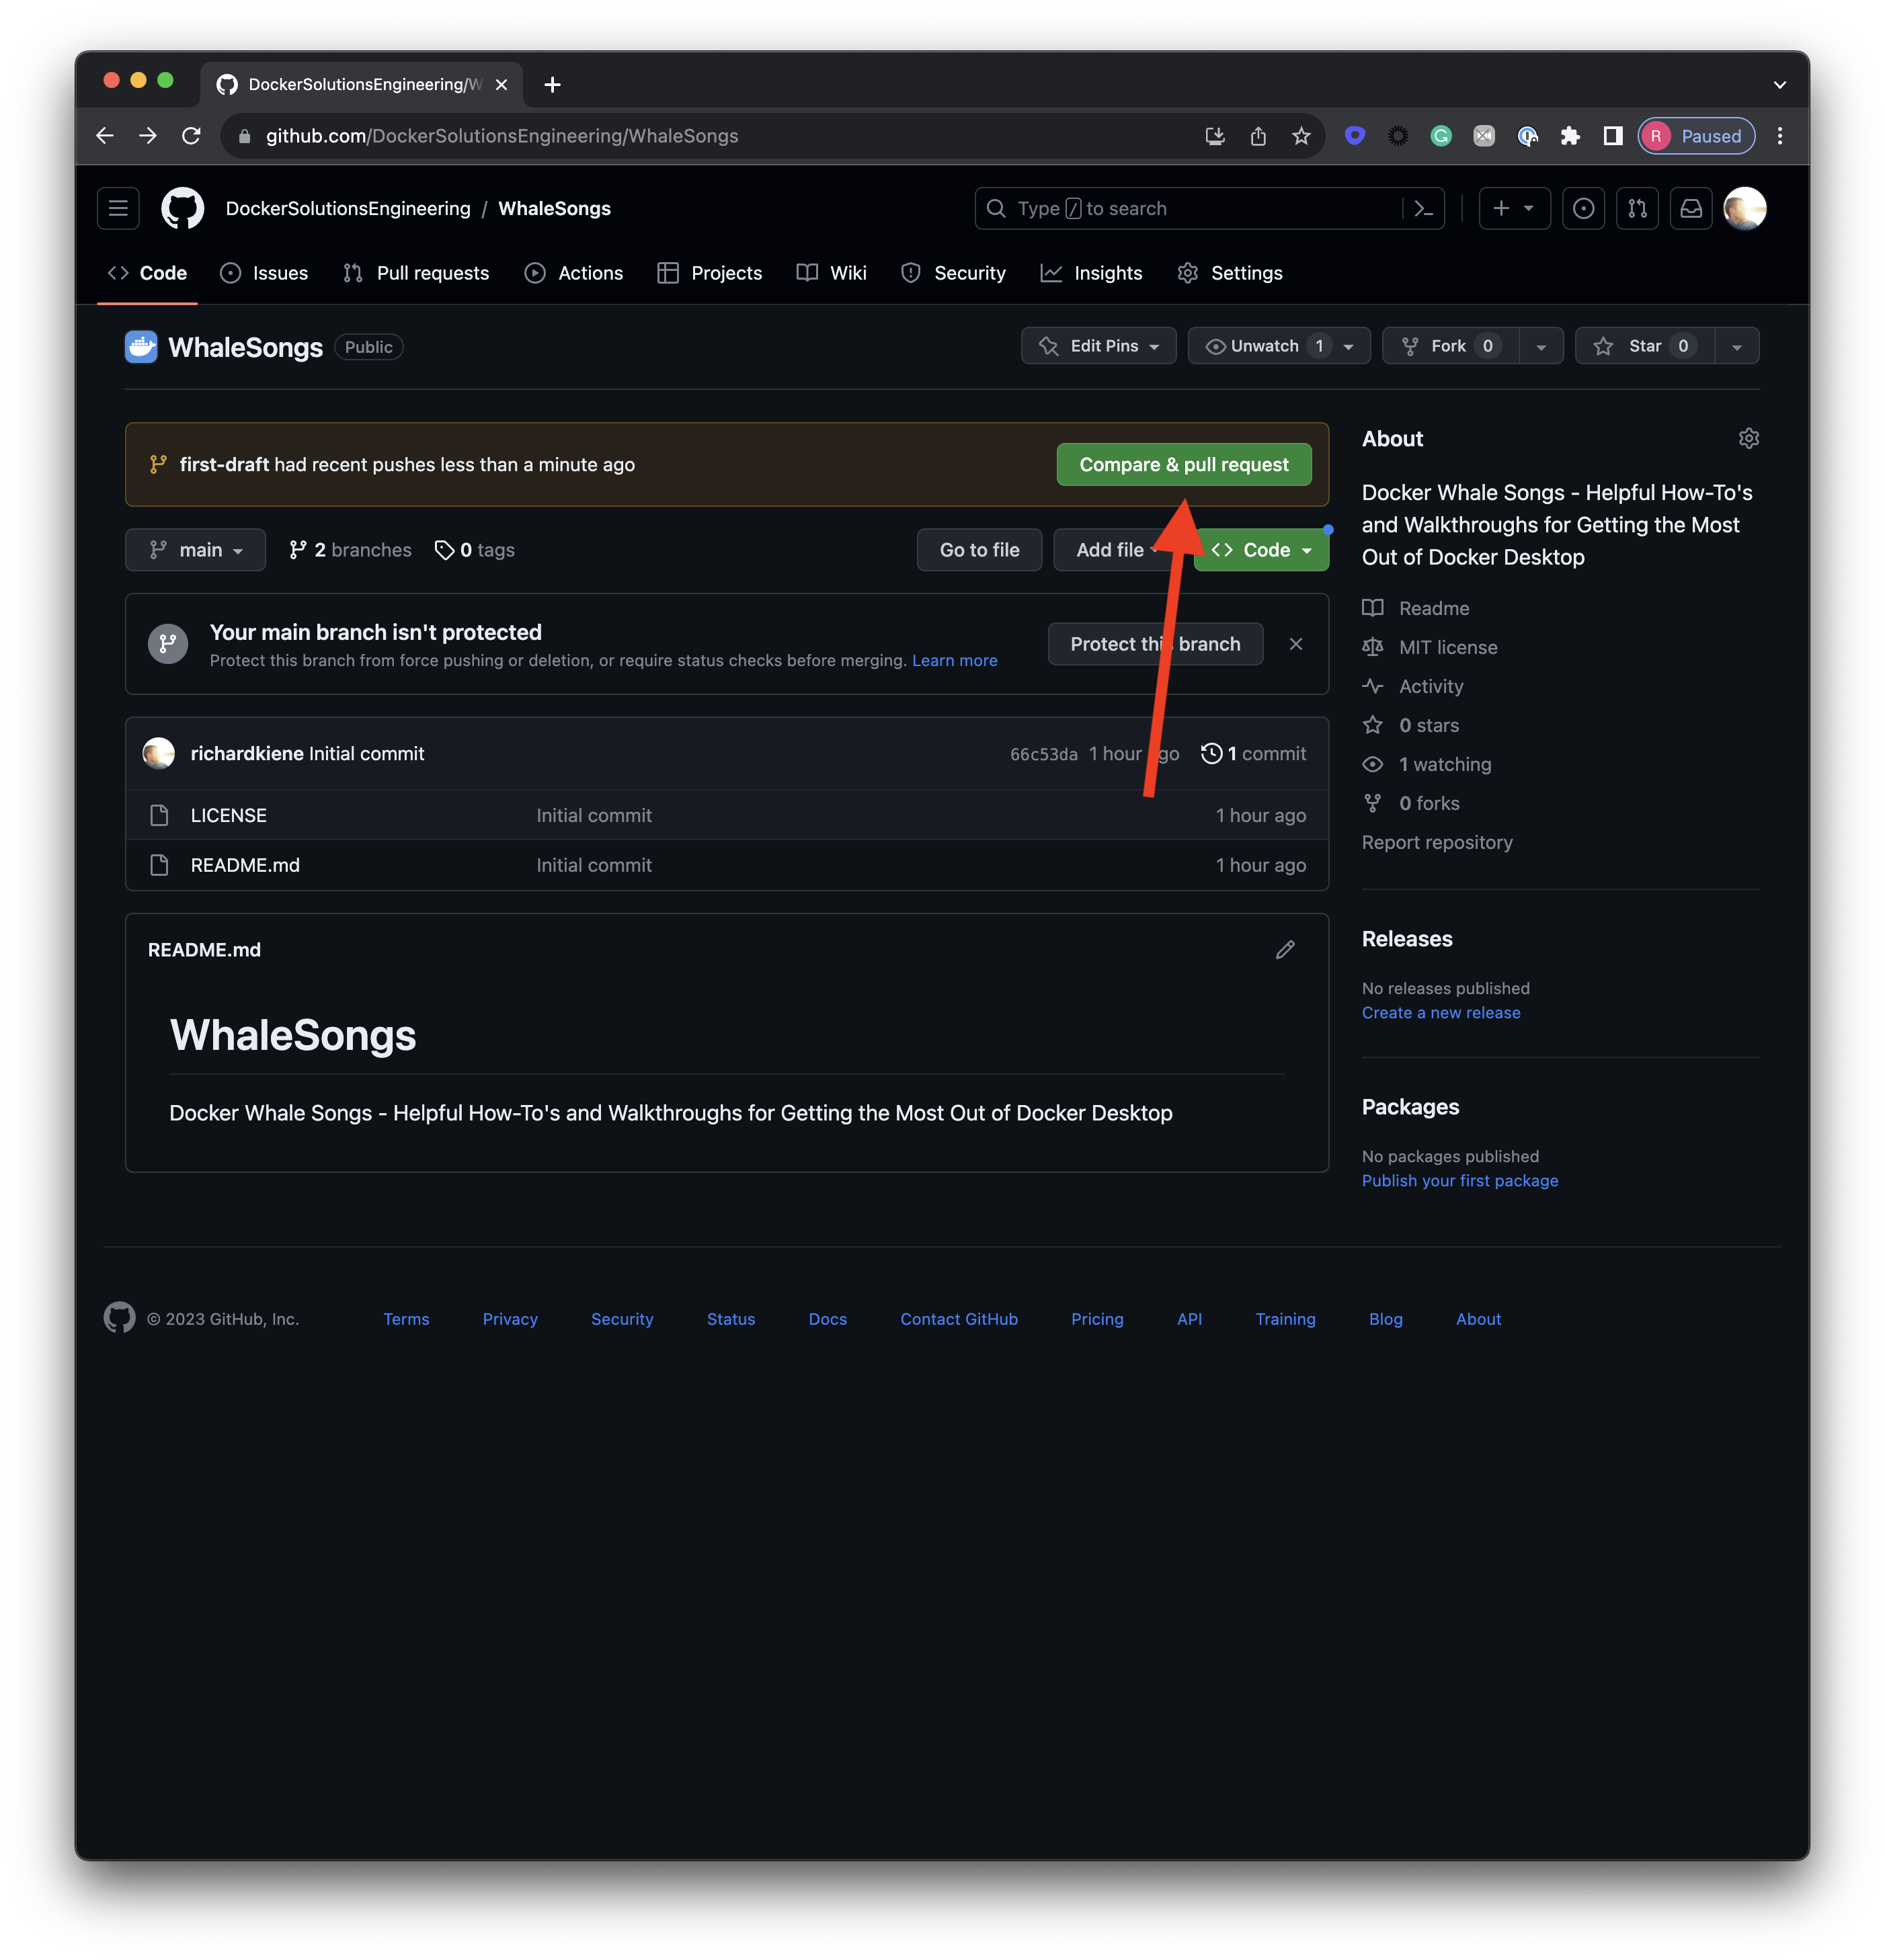 DockerSolutionsEngineering/W
github.com/DockerSolutionsEngineering/WhaleSongs
R Paused
DockerSolutionsEngineering / WhaleSongs
Type / to search
Code Issues Pull requests Actions Projects Wiki Security Insights Settings
WhaleSongs Public
Edit Pins Unwatch 1 Fork 0 Star 0
first-draft had recent pushes less than a minute ago
Compare & pull request
main 2 branches 0 tags
Go to file Add file Code
Your main branch isn't protected
Protect this branch from force pushing or deletion, or require status checks before merging. Learn more
Protect this branch
richardkiene Initial commit 66c53da 1 hour ago 1 commit
LICENSE Initial commit 1 hour ago
README.md Initial commit 1 hour ago
README.md
WhaleSongs
Docker Whale Songs - Helpful How-To's and Walkthroughs for Getting the Most Out of Docker Desktop
About
Docker Whale Songs - Helpful How-To's
and Walkthroughs for Getting the Most
Out of Docker Desktop
Readme
MIT license
Activity
0 stars
1 watching
0 forks
Report repository
Releases
No releases published
Create a new release
Packages
No packages published
Publish your first package
© 2023 GitHub, Inc. Terms Privacy Security Status Docs Contact GitHub Pricing API Training Blog About